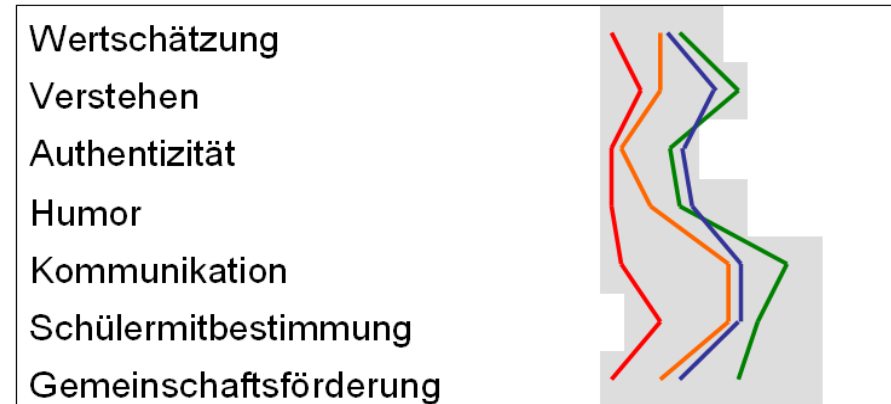 Wertschätzung
Verstehen
Authentizität
Humor
Kommunikation
Schülermitbestimmung
Gemeinschaftsförderung